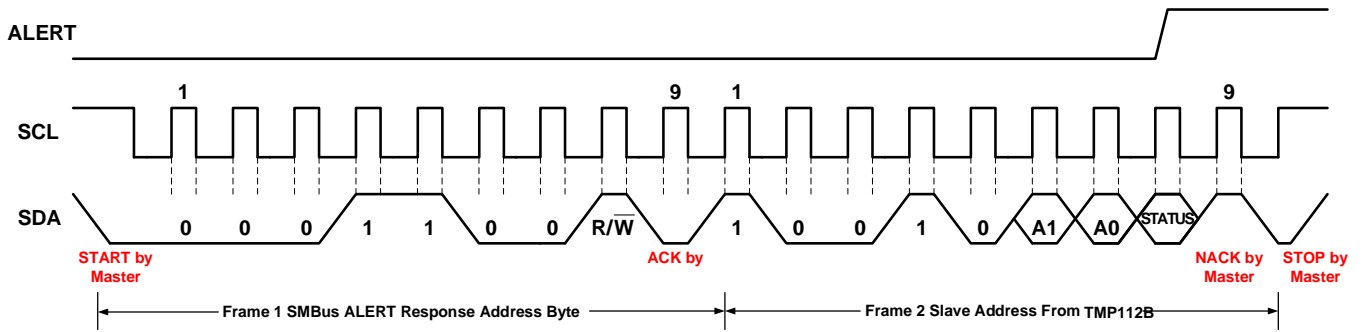 ALERT
1 9 1 9
SCL
SDA
0 0 0 1 1 0 0 R/W̅ 1 0 0 1 0 A1 A0 STATUS
START by
Master
ACK by
NACK by
Master
STOP by
Master
Frame 1 SMBus ALERT Response Address Byte
Frame 2 Slave Address From TMP112B